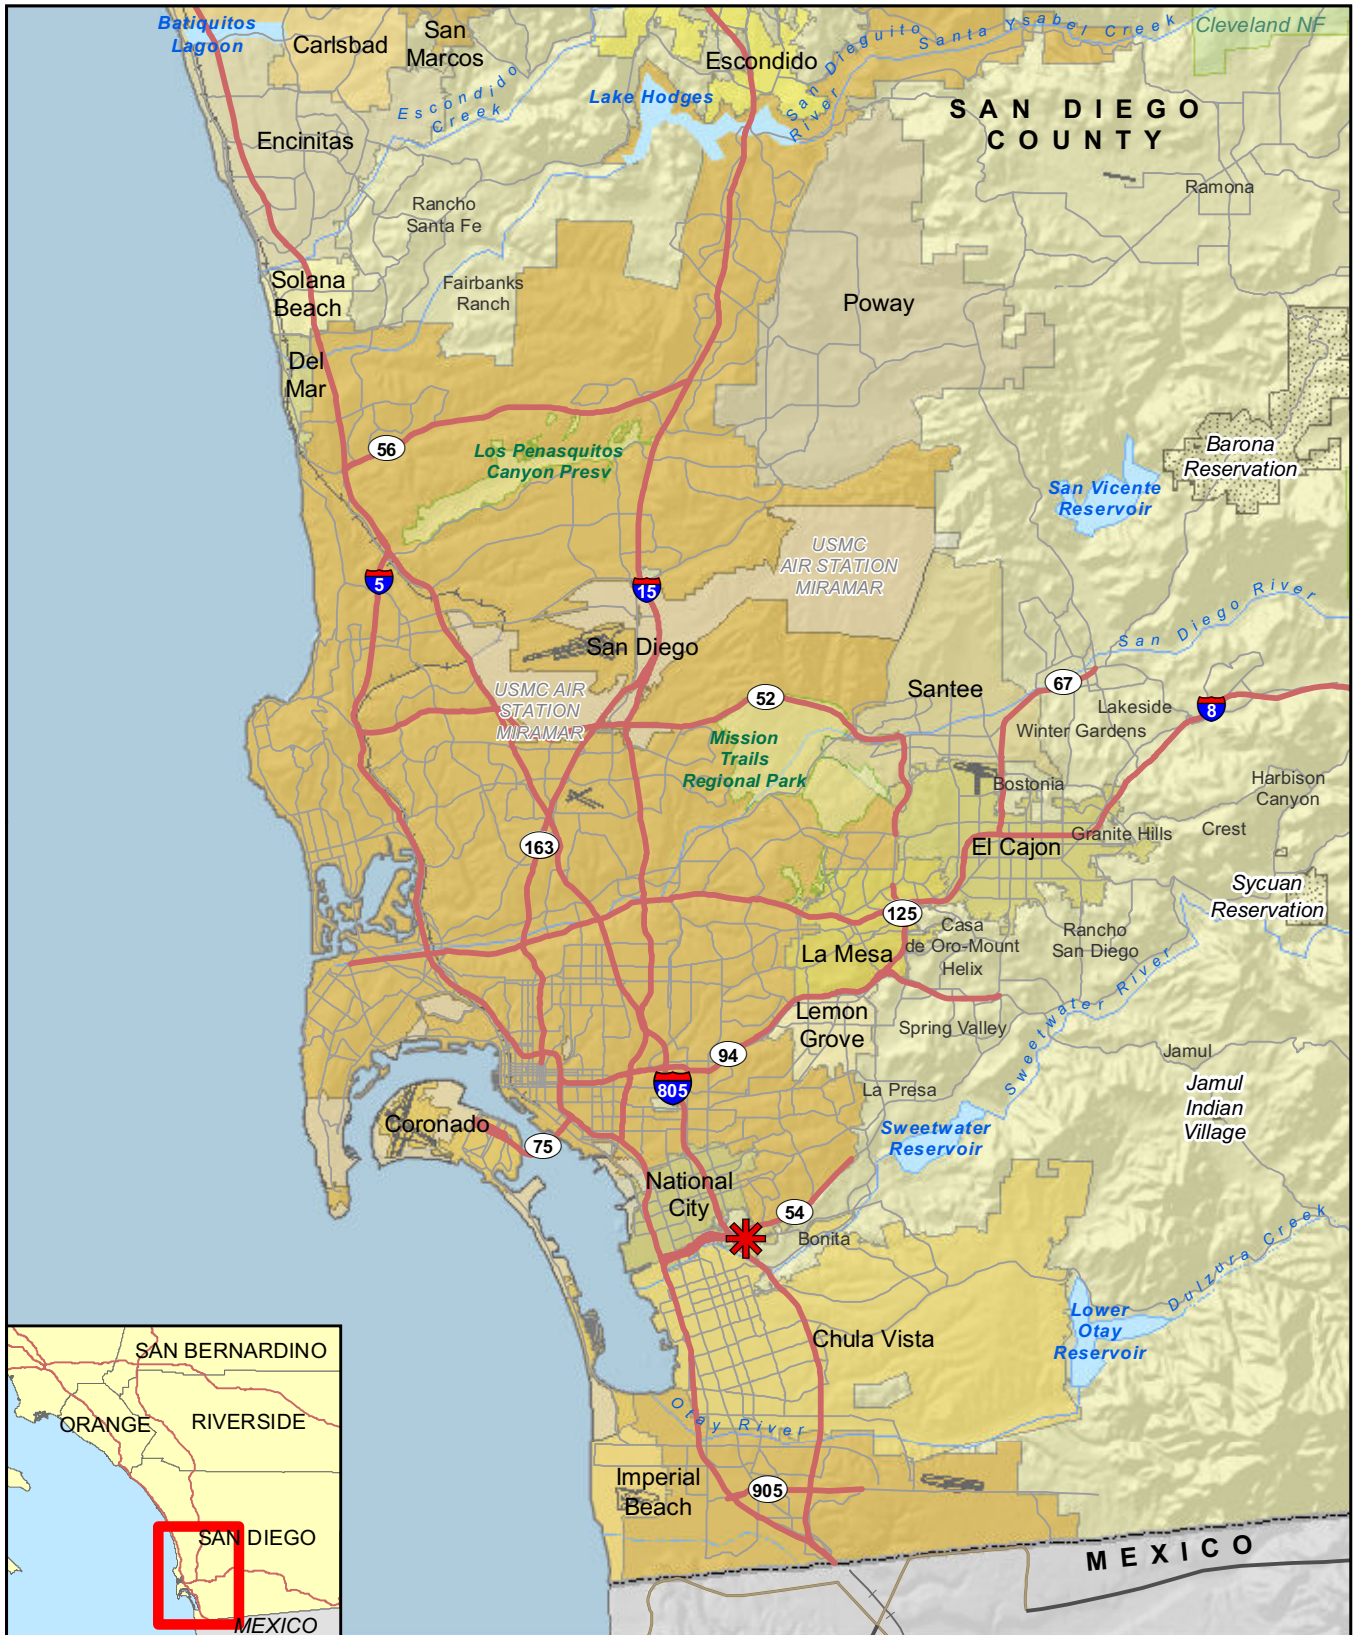 Batiquitos
Lagoon
Carlsbad
San
Marcos
Escondido
San Dieguito
River
Santa Ysabel Creek
Cleveland NF
Escondido
Creek
Lake Hodges
SAN DIEGO
COUNTY
Encinitas
Ramona
Rancho
Santa Fe
Solana
Beach
Fairbanks
Ranch
Poway
Del
Mar
56
Los Penasquitos
Canyon Presv
Barona
Reservation
San Vicente
Reservoir
USMC
AIR STATION
MIRAMAR
5
15
San Diego River
San Diego
USMC AIR
STATION
MIRAMAR
52
Santee
67
Lakeside
8
Winter Gardens
Mission
Trails
Regional Park
Bostonia
Harbison
Canyon
163
El Cajon
Granite Hills
Crest
Sycuan
Reservation
125
Casa
de Oro-Mount
Helix
Rancho
San Diego
La Mesa
Sweetwater River
Lemon
Grove
Spring Valley
94
Jamul
805
La Presa
Jamul
Indian
Village
Coronado
75
Sweetwater
Reservoir
National
City
54
Bonita
Dulzura Creek
Lower
Otay
Reservoir
Chula Vista
Otay River
Imperial
Beach
905
MEXICO
SAN BERNARDINO
ORANGE
RIVERSIDE
SAN DIEGO
MEXICO